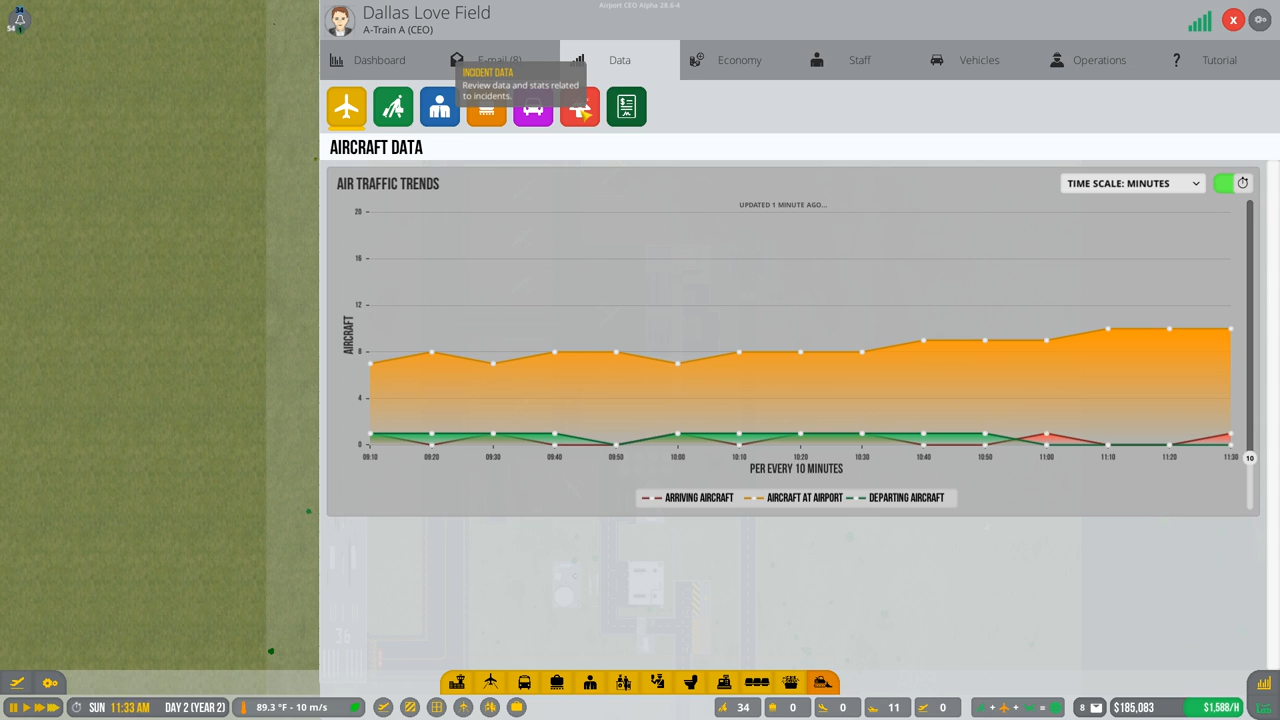 34
54
1
Airport CEO Alpha 28.6-4
Dallas Love Field
A-Train A (CEO)
X
Dashboard
E-mail (8)
Data
Economy
Staff
Vehicles
Operations
? Tutorial
INCIDENT DATA
Review data and stats related
to incidents.
AIRCRAFT DATA
AIR TRAFFIC TRENDS
TIME SCALE: MINUTES
UPDATED 1 MINUTE AGO...
20
16
12
8
4
0
AIRCRAFT
09:10 09:20 09:30 09:40 09:50 10:00 10:10 10:20 10:30 10:40 10:50 11:00 11:10 11:20 11:30
10
PER EVERY 10 MINUTES
ARRIVING AIRCRAFT AIRCRAFT AT AIRPORT DEPARTING AIRCRAFT
36
SUN 11:33 AM DAY 2 (YEAR 2)
89.3 °F - 10 m/s
34
0
0
11
0
8
$185,083
$1,588/H